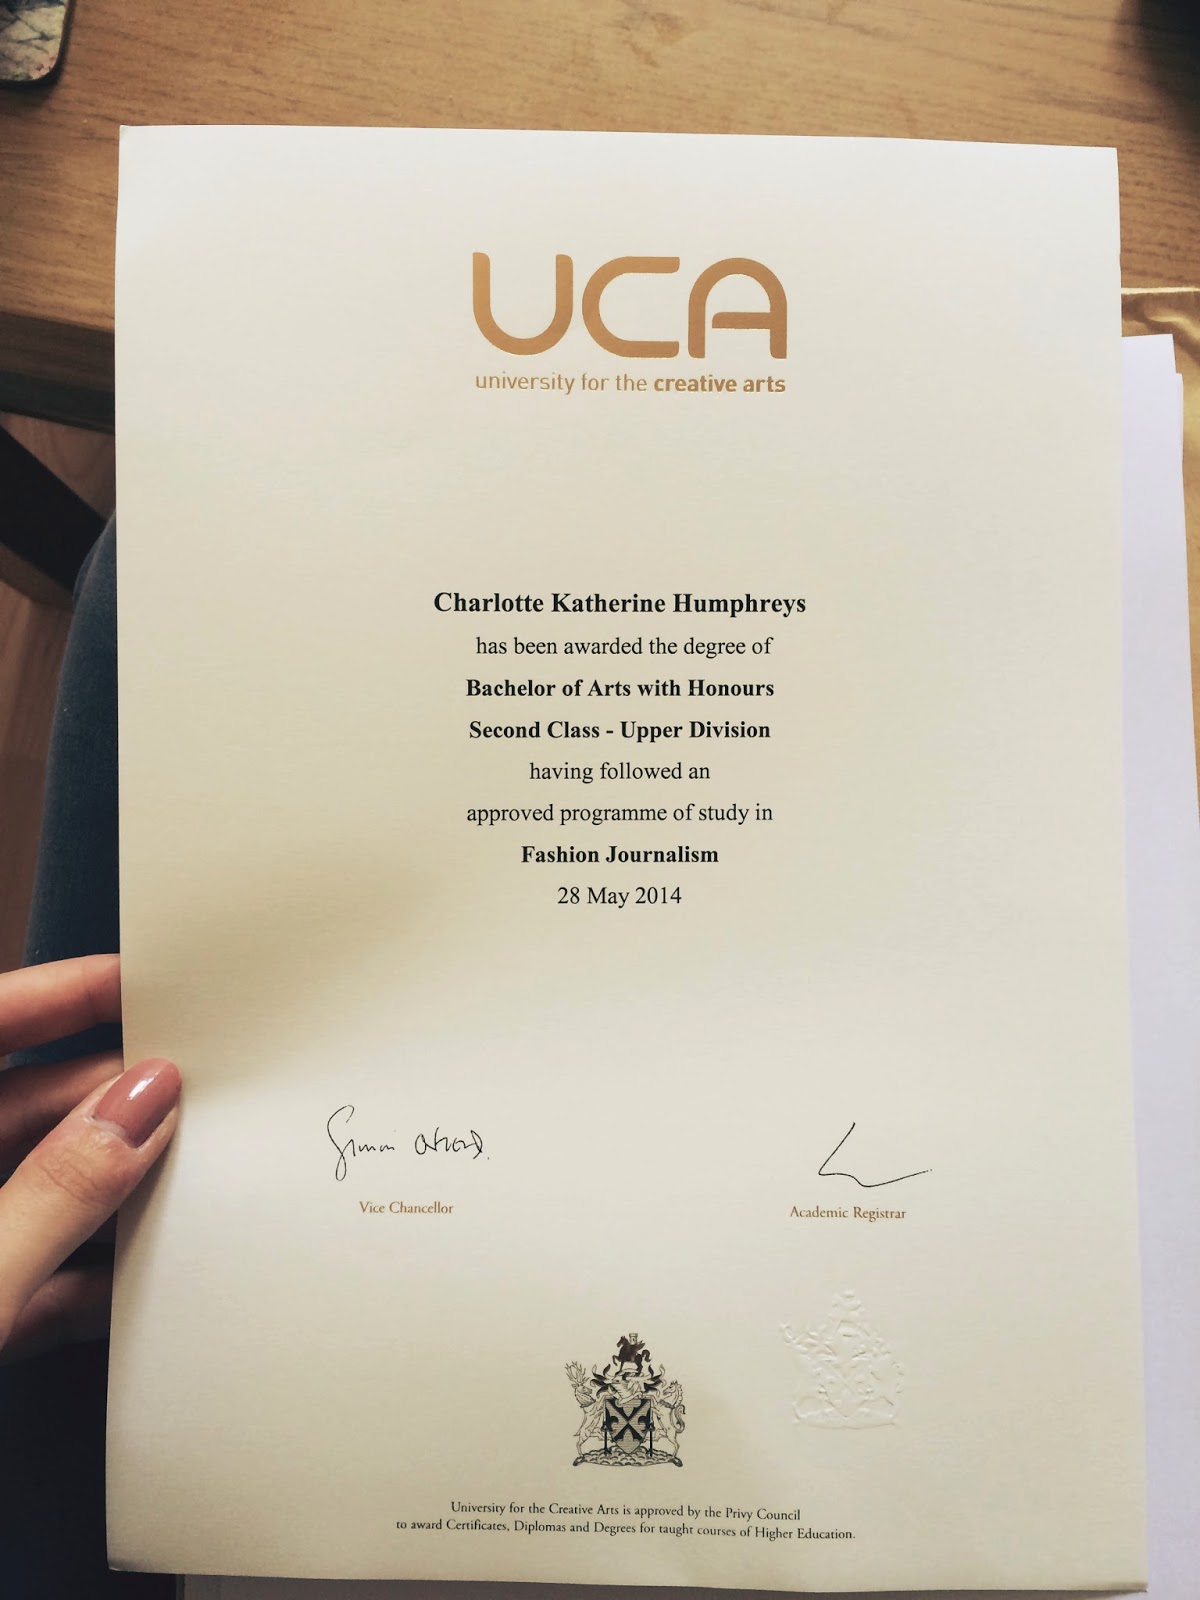 UCA
university for the creative arts
Charlotte Katherine Humphreys
has been awarded the degree of
Bachelor of Arts with Honours
Second Class - Upper Division
having followed an
approved programme of study in
Fashion Journalism
28 May 2014
Vice Chancellor
Academic Registrar
University for the Creative Arts is approved by the Privy Council
to award Certificates, Diplomas and Degrees for taught courses of Higher Education.